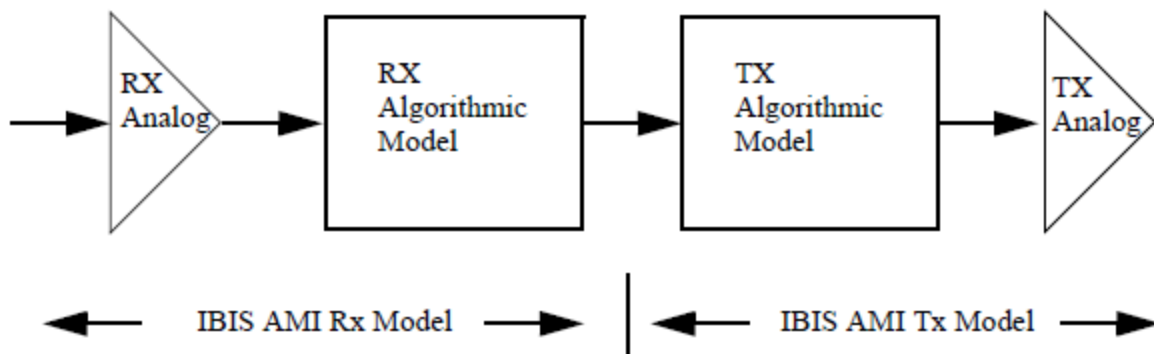 RX
Analog
RX
Algorithmic
Model
TX
Algorithmic
Model
TX
Analog
IBIS AMI Rx Model
IBIS AMI Tx Model